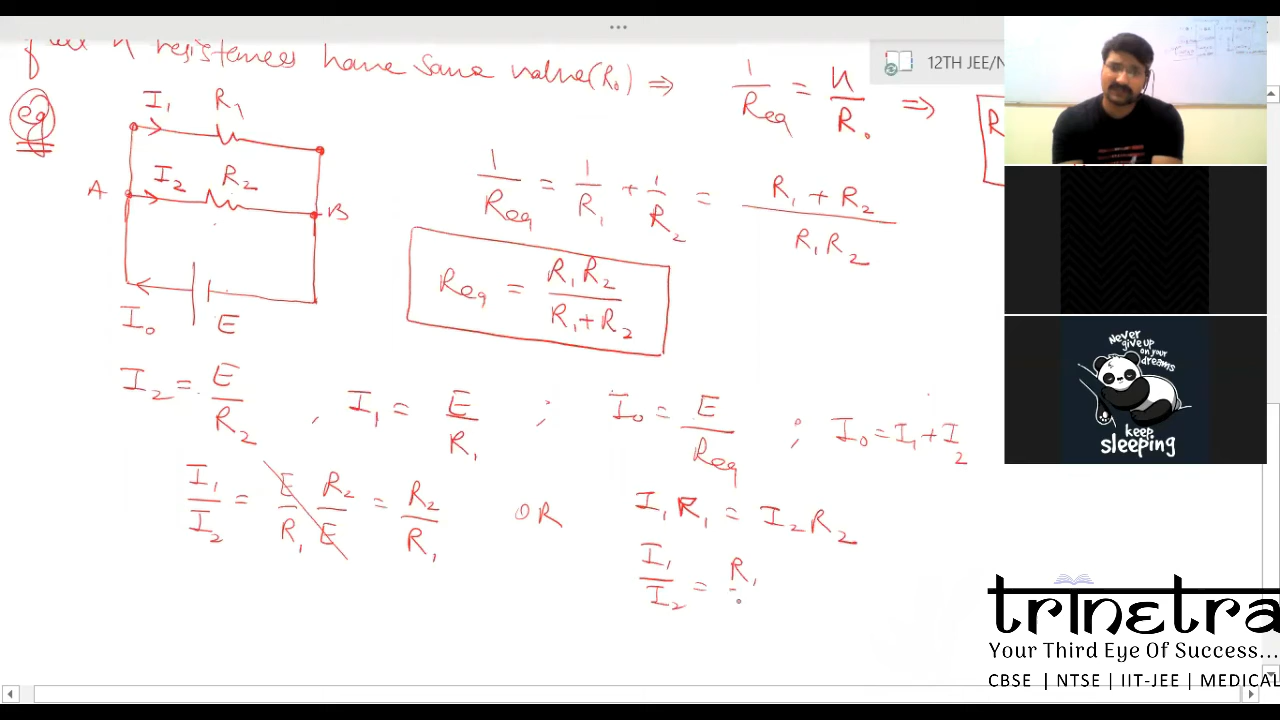 n resistences have same value(R₀) ⇒ 1/Req = n/R₀ ⇒ R
12TH JEE/N
eg
I₁ R₁
A I₂ R₂ B
I₀ E
1/Req = 1/R₁ + 1/R₂ = R₁ + R₂/R₁R₂
Req = R₁R₂/R₁+R₂
I₂ = E/R₂ , I₁ = E/R₁ ; I₀ = E/Req ; I₀ = I₁ + I₂
I₁/I₂ = E/R₁ R₂/E = R₂/R₁ OR I₁R₁ = I₂R₂
I₁/I₂ = R₁
Never
give up
on your
dreams
keep
sleeping
trinetra
Your Third Eye Of Success...
CBSE | NTSE | IIT-JEE | MEDICAL